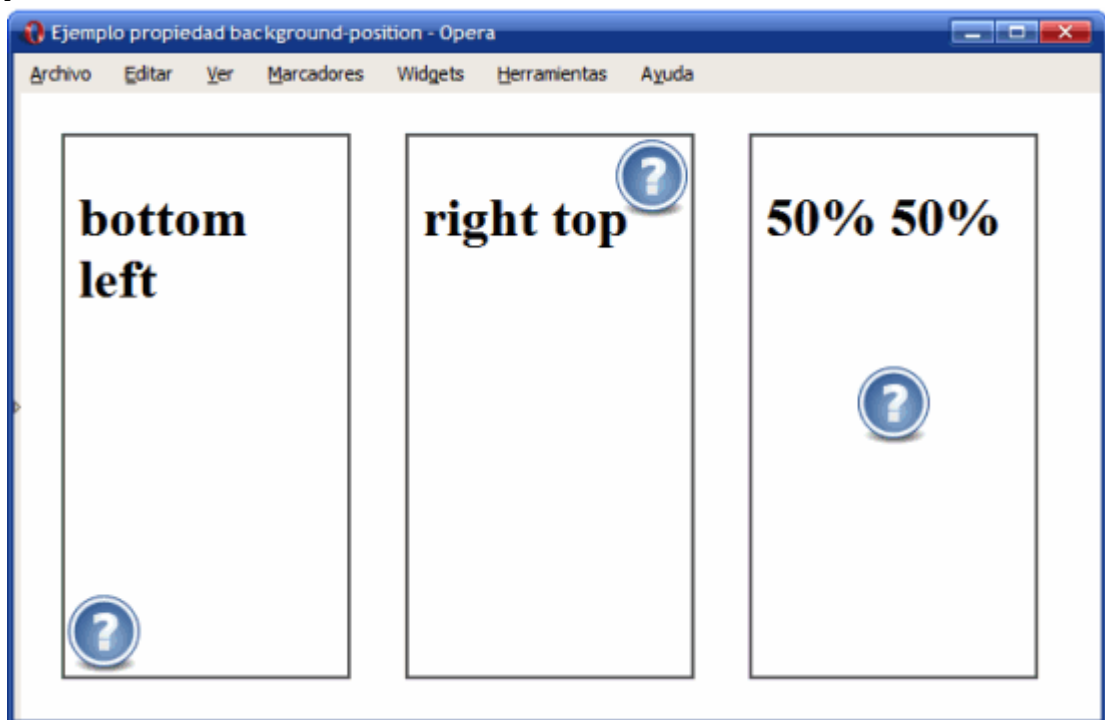 Ejemplo propiedad background-position - Opera
Archivo Editar Ver Marcadores Widgets Herramientas Ayuda
bottom
left
right top
50% 50%
?
?
?